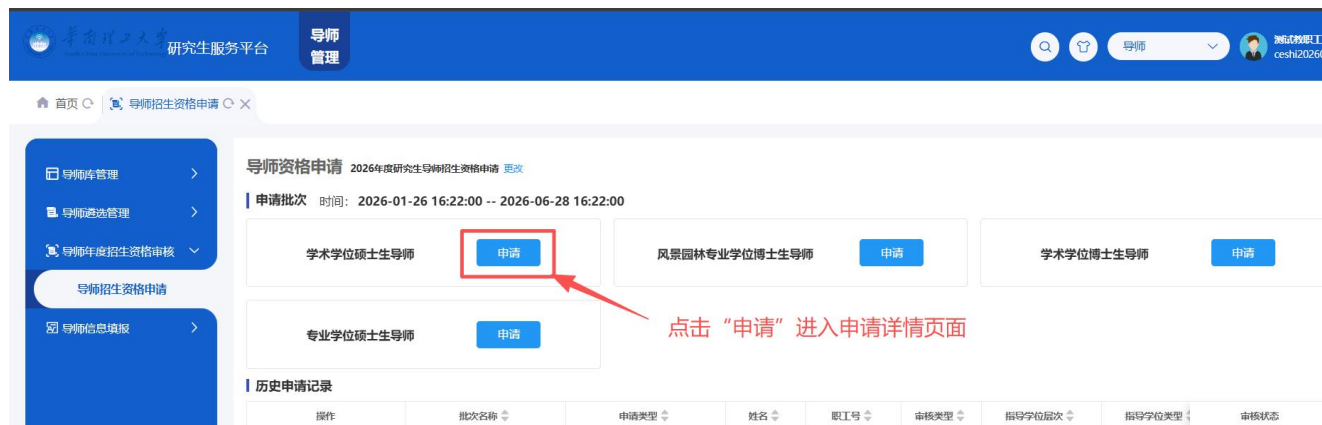 华南理工大学 研究生服务平台
导师
管理
导师
测试教职工
首页
导师招生资格申请
导师库管理
导师遴选管理
导师年度招生资格审核
导师招生资格申请
导师信息填报
导师资格申请 2026年度研究生导师招生资格申请 更改
申请批次 时间: 2026-01-26 16:22:00 -- 2026-06-28 16:22:00
学术学位硕士生导师 申请
风景园林专业学位博士生导师 申请
学术学位博士生导师 申请
点击“申请”进入申请详情页面
专业学位硕士生导师 申请
历史申请记录
操作 批次名称 申请类型 姓名 职工号 审核类型 指导学位层次 指导学位类型 审核状态